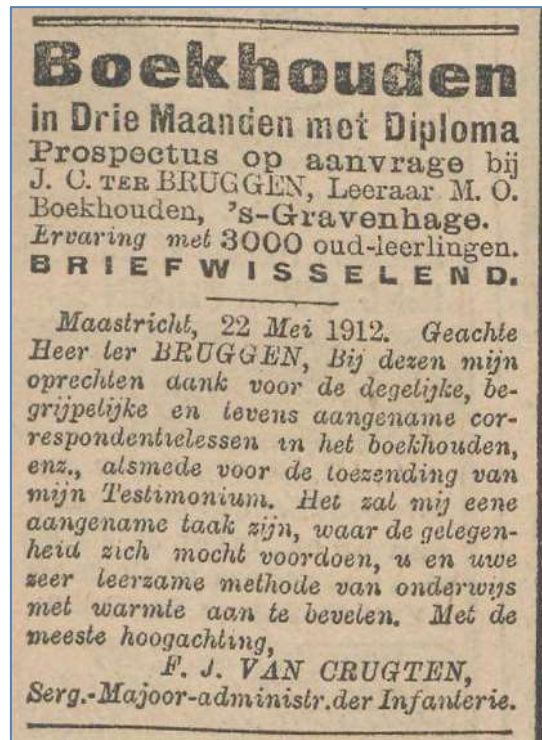 Boekhouden
in Drie Maanden met Diploma
Prospectus op aanvrage bij
J. C. TER BRUGGEN, Leeraar M. O.
Boekhouden, 's-Gravenhage.
Ervaring met 3000 oud-leerlingen.
BRIEFWISSELEND.
Maastricht, 22 Mei 1912. Geachte
Heer ter BRUGGEN, Bij dezen mijn
oprechten aank voor de degelijke, be-
grijpelijke en tevens aangename cor-
respondentielessen in het boekhouden,
enz., alsmede voor de toezending van
mijn Testimonium. Het zal mij eene
aangename taak zijn, waar de gelegen-
heid zich mocht voordoen, u en uwe
zeer leerzame methode van onderwijs
met warmte aan te bevelen. Met de
meeste hoogachting,
F. J. VAN CRUGTEN,
Serg.-Majoor-administr. der Infanterie.